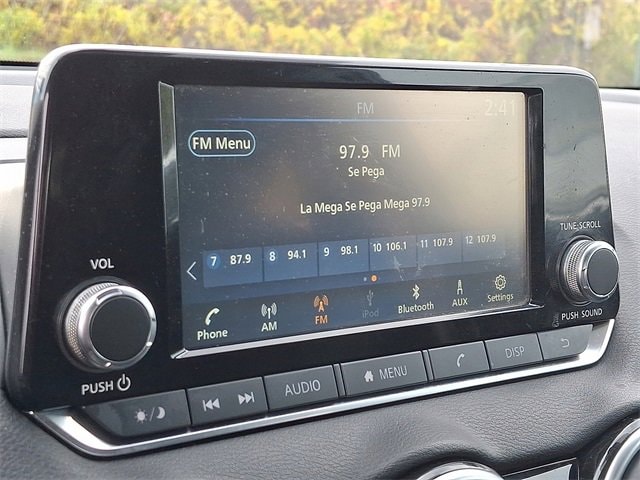 FM 2:41
FM Menu
97.9 FM
Se Pega
La Mega Se Pega Mega 97.9
7 87.9 8 94.1 9 98.1 10 106.1 11 107.9 12 107.9
Phone AM FM iPod Bluetooth AUX Settings
VOL
PUSH
TUNE·SCROLL
PUSH SOUND
AUDIO MENU DISP